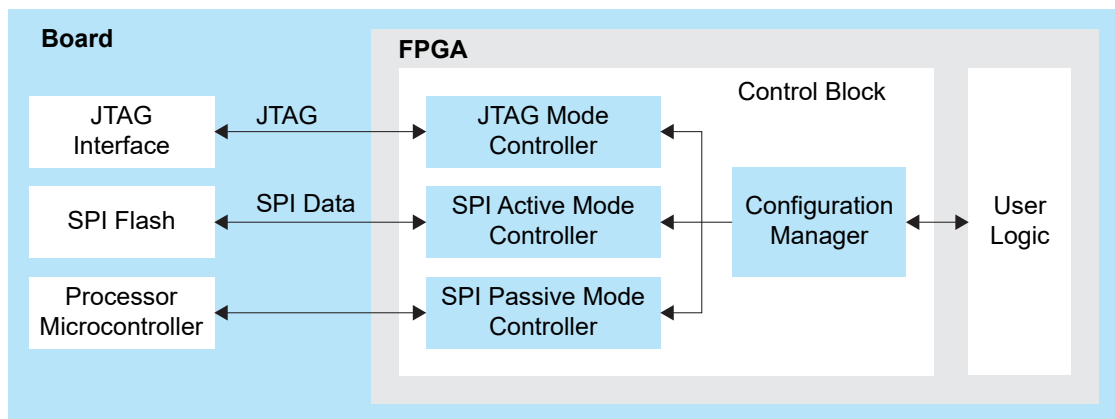 Board
FPGA
Control Block
JTAG
Interface
JTAG
JTAG Mode
Controller
SPI Flash
SPI Data
SPI Active Mode
Controller
Configuration
Manager
User
Logic
Processor
Microcontroller
SPI Passive Mode
Controller